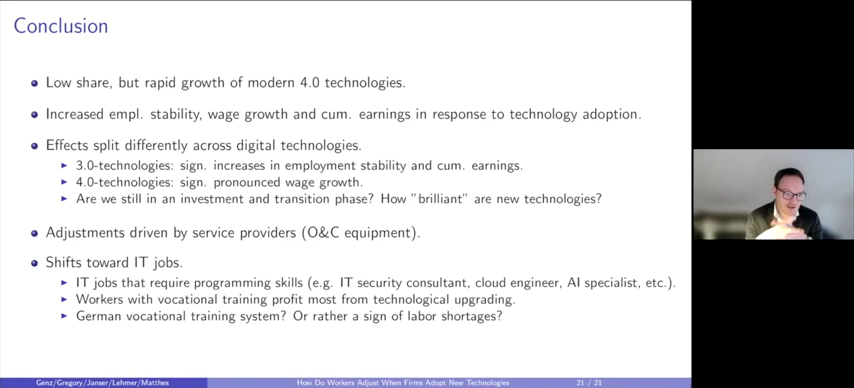 Conclusion
Low share, but rapid growth of modern 4.0 technologies.
Increased empl. stability, wage growth and cum. earnings in response to technology adoption.
Effects split differently across digital technologies.
3.0-technologies: sign. increases in employment stability and cum. earnings.
4.0-technologies: sign. pronounced wage growth.
Are we still in an investment and transition phase? How "brilliant" are new technologies?
Adjustments driven by service providers (O&C equipment).
Shifts toward IT jobs.
IT jobs that require programming skills (e.g. IT security consultant, cloud engineer, AI specialist, etc.).
Workers with vocational training profit most from technological upgrading.
German vocational training system? Or rather a sign of labor shortages?
Genz/Gregory/Janser/Lehmer/Matthes How Do Workers Adjust When Firms Adopt New Technologies 21 / 21